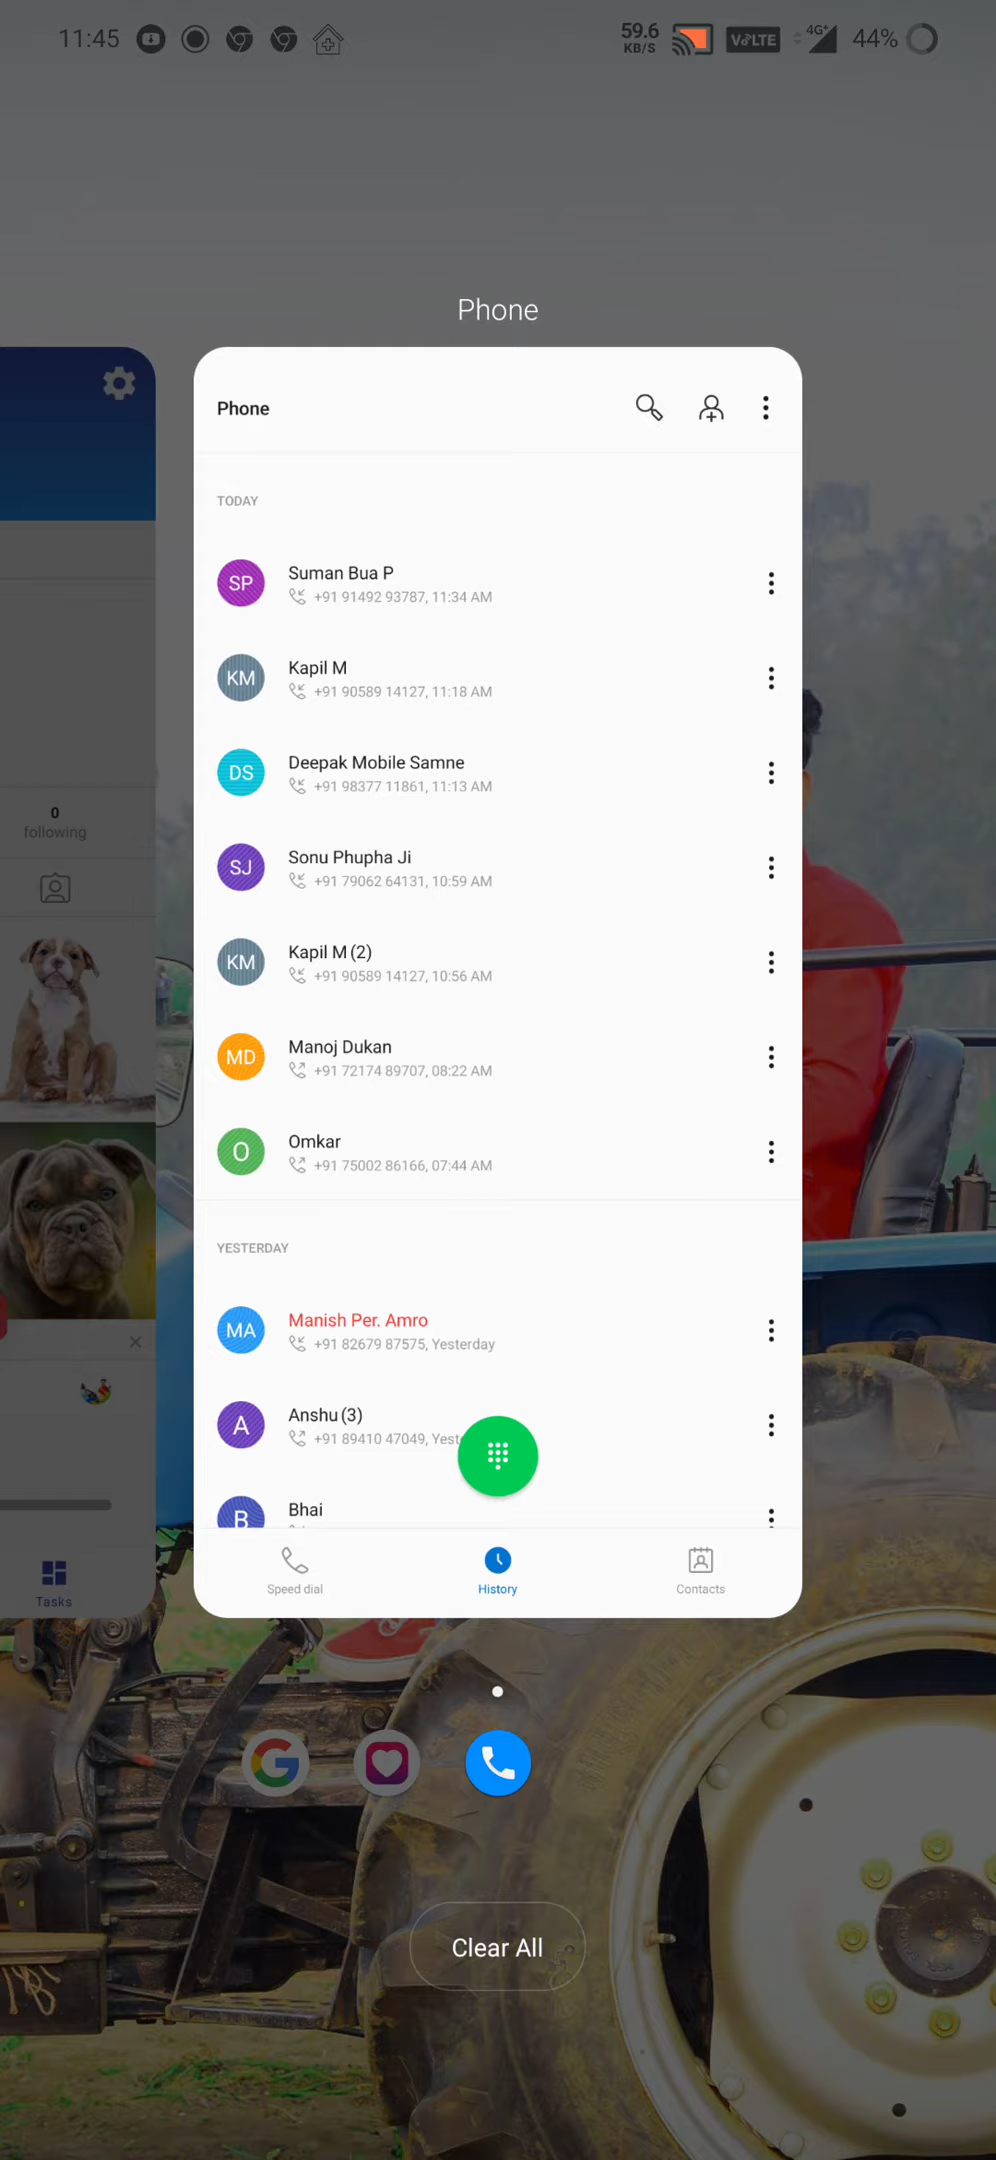 11:45
59.6
KB/S
VoLTE
4G+
44%
Phone
Phone
TODAY
SP
Suman Bua P
+91 91492 93787, 11:34 AM
KM
Kapil M
+91 90589 14127, 11:18 AM
DS
Deepak Mobile Samne
+91 98377 11861, 11:13 AM
0
following
SJ
Sonu Phupha Ji
+91 79062 64131, 10:59 AM
KM
Kapil M (2)
+91 90589 14127, 10:56 AM
MD
Manoj Dukan
+91 72174 89707, 08:22 AM
O
Omkar
+91 75002 86166, 07:44 AM
YESTERDAY
MA
Manish Per. Amro
+91 82679 87575, Yesterday
A
Anshu (3)
+91 89410 47049, Yest
B
Bhai
Speed dial
History
Contacts
Tasks
Clear All